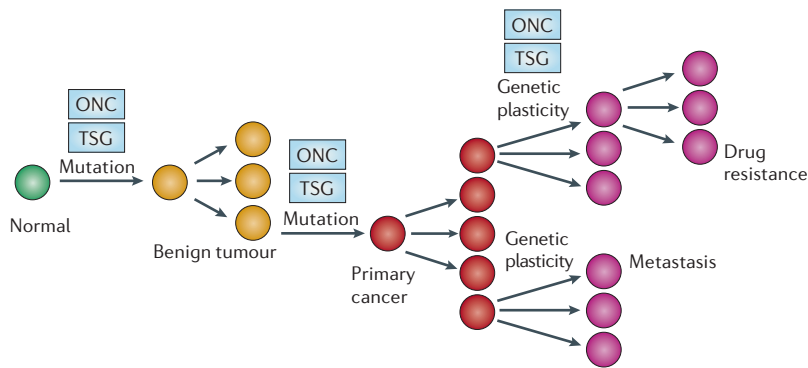 ONC
TSG
Mutation
Normal
Benign tumour
ONC
TSG
Mutation
Primary
cancer
ONC
TSG
Genetic
plasticity
Drug
resistance
Genetic
plasticity
Metastasis